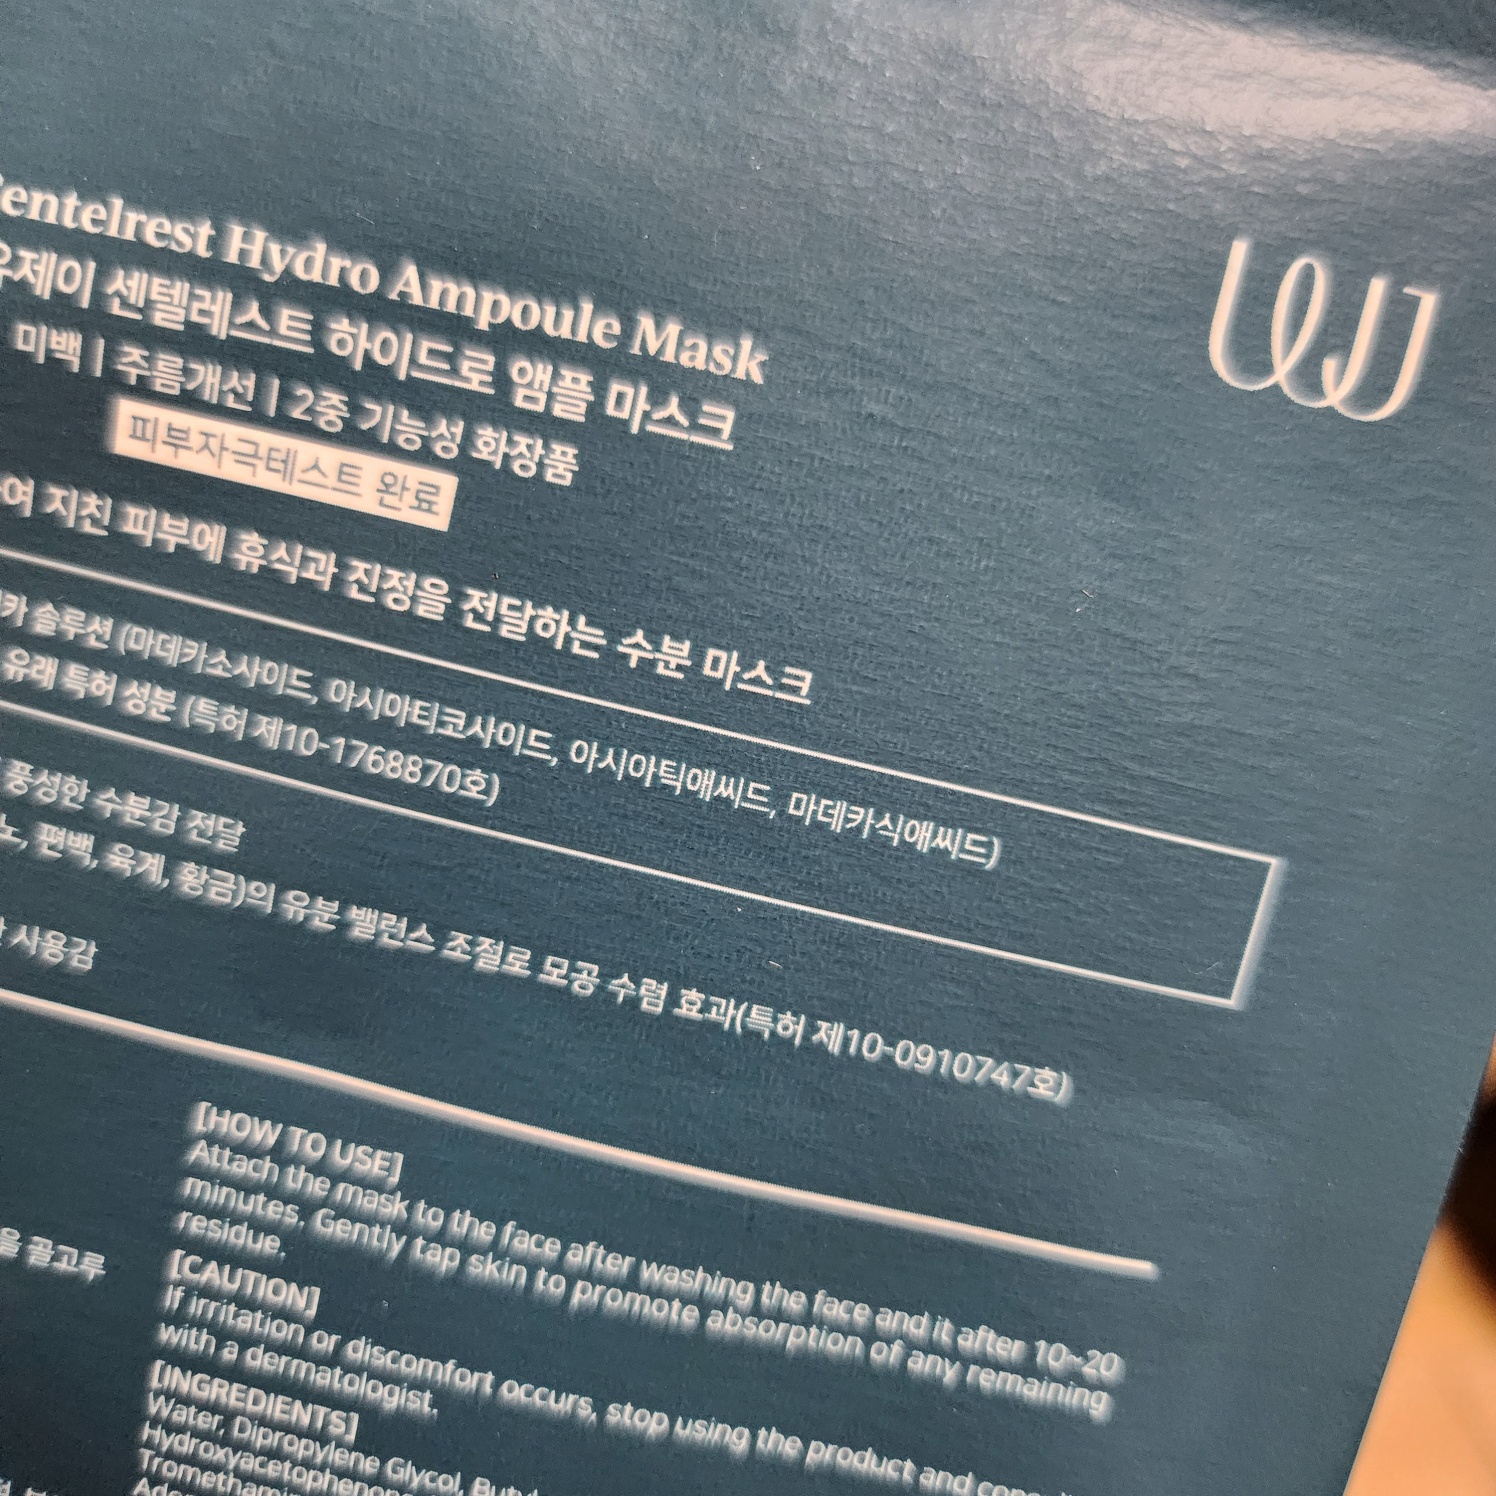 entelrest Hydro Ampoule Mask
유제이 센텔레스트 하이드로 앰플 마스크
미백 | 주름개선 | 2중 기능성 화장품
피부자극테스트 완료
여 지친 피부에 휴식과 진정을 전달하는 수분 마스크
카 솔루션 (마데카소사이드, 아시아티코사이드, 아시아틱애씨드, 마데카식애씨드)
유래 특허 성분 (특허 제10-1768870호)
풍성한 수분감 전달
노, 편백, 육계, 황금)의 유분 밸런스 조절로 모공 수렴 효과(특허 제10-0910747호)
사용감
을 골고루
UJ
[HOW TO USE]
Attach the mask to the face after washing the face and it after 10~20
minutes. Gently tap skin to promote absorption of any remaining
residue.
[CAUTION]
If irritation or discomfort occurs, stop using the product and cons
with a dermatologist.
[INGREDIENTS]
Water, Dipropylene Glycol, Butyl
Hydroxyacetophenone
Tromethamin